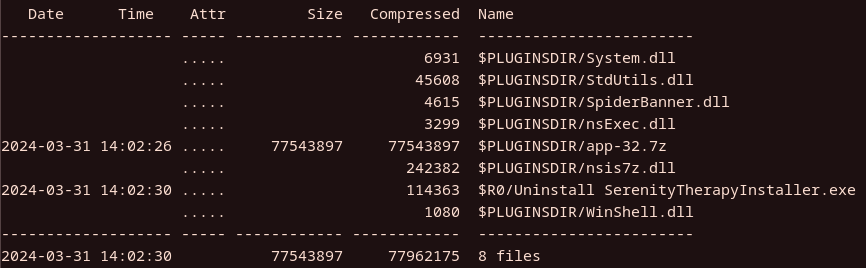 Date      Time    Attr         Size   Compressed  Name
------------------- ----- ------------ ------------  ------------------------
                    .....                      6931  $PLUGINSDIR/System.dll
                    .....                     45608  $PLUGINSDIR/StdUtils.dll
                    .....                      4615  $PLUGINSDIR/SpiderBanner.dll
                    .....                      3299  $PLUGINSDIR/nsExec.dll
2024-03-31 14:02:26 .....     77543897     77543897  $PLUGINSDIR/app-32.7z
                    .....                    242382  $PLUGINSDIR/nsis7z.dll
2024-03-31 14:02:30 .....                    114363  $R0/Uninstall SerenityTherapyInstaller.exe
                    .....                      1080  $PLUGINSDIR/WinShell.dll
------------------- ----- ------------ ------------  ------------------------
2024-03-31 14:02:30           77543897     77962175  8 files